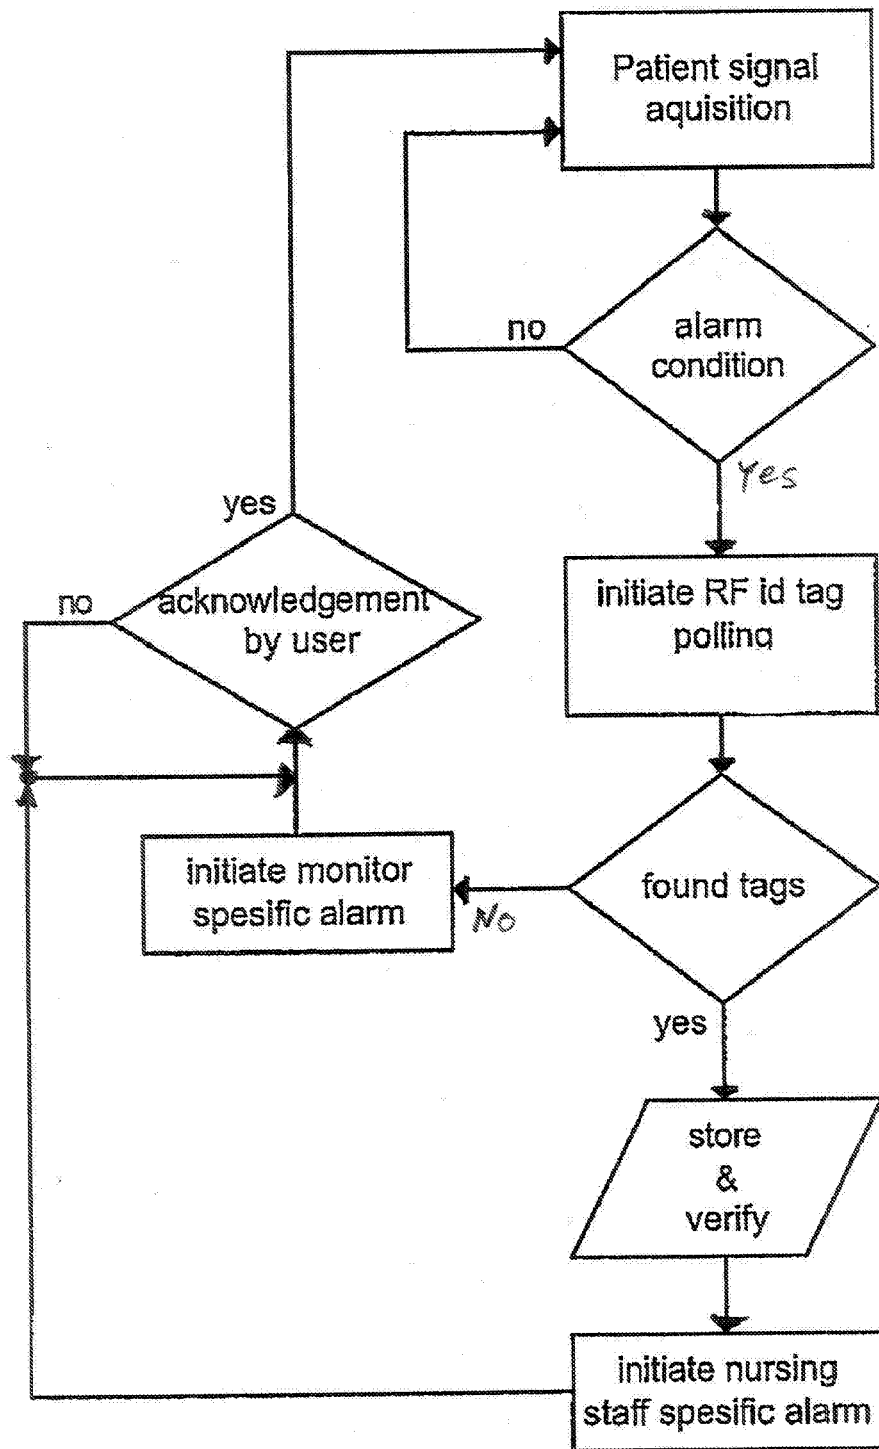 Patient signal
aquisition
no
alarm
condition
Yes
yes
initiate RF id tag
polling
no
acknowledgement
by user
initiate monitor
spesific alarm
No
found tags
yes
store
&
verify
initiate nursing
staff spesific alarm